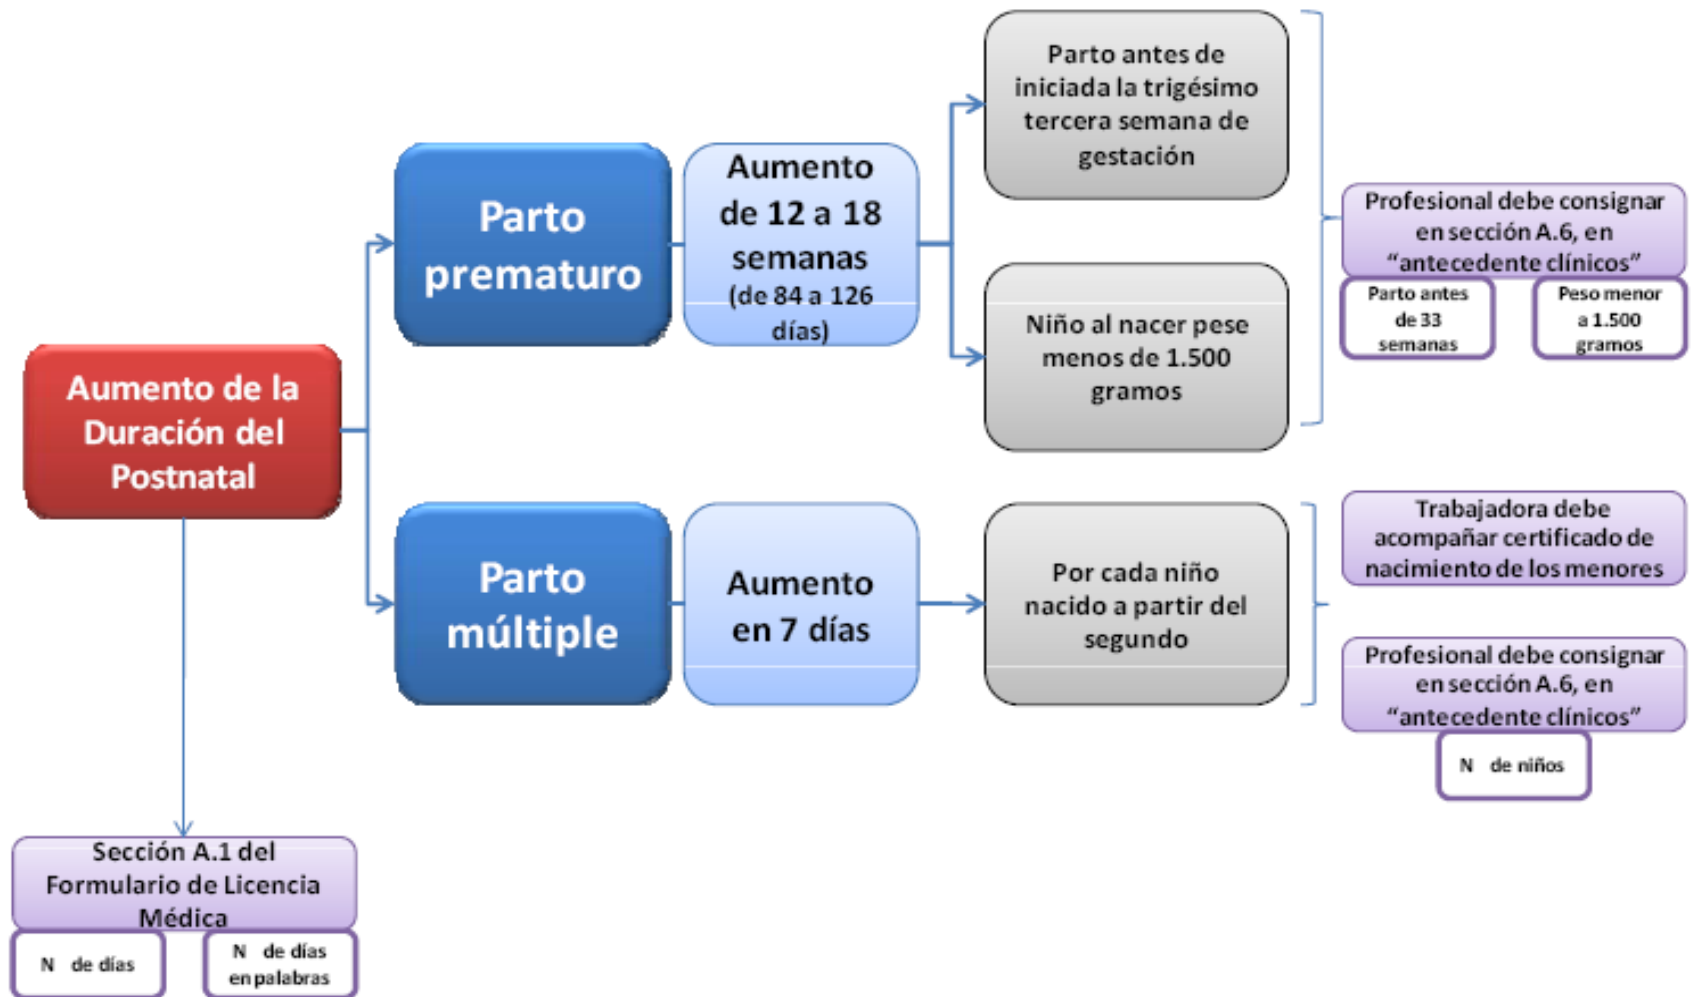 Aumento de la
Duración del
Postnatal
Parto
prematuro
Aumento
de 12 a 18
semanas
(de 84 a 126
días)
Parto antes de
iniciada la trigésimo
tercera semana de
gestación
Niño al nacer pese
menos de 1.500
gramos
Profesional debe consignar
en sección A.6, en
“antecedente clínicos”
Parto antes
de 33
semanas
Peso menor
a 1.500
gramos
Parto
múltiple
Aumento
en 7 días
Por cada niño
nacido a partir del
segundo
Trabajadora debe
acompañar certificado de
nacimiento de los menores
Profesional debe consignar
en sección A.6, en
“antecedente clínicos”
N de niños
Sección A.1 del
Formulario de Licencia
Médica
N de días
N de días
en palabras